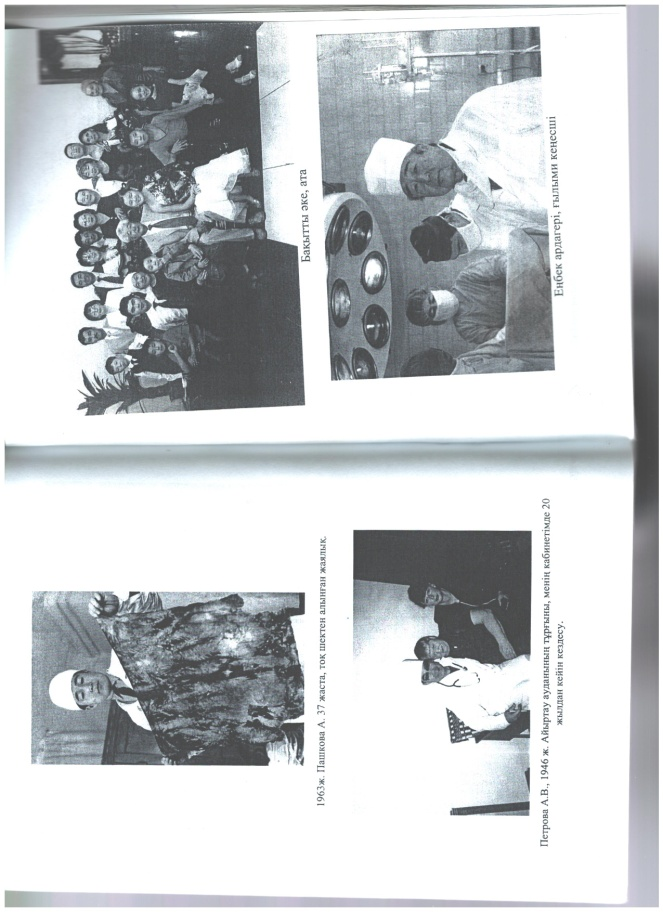 1963ж. Пашкова А. 37 жаста, тоқ шектен алынған жаялық.
Петрова А.В., 1946 ж. Айыртау ауданының тұрғыны, менің кабинетімде 20
жылдан кейін кездесу.
Бақытты әке, ата
Еңбек ардагері, ғылыми кеңесші